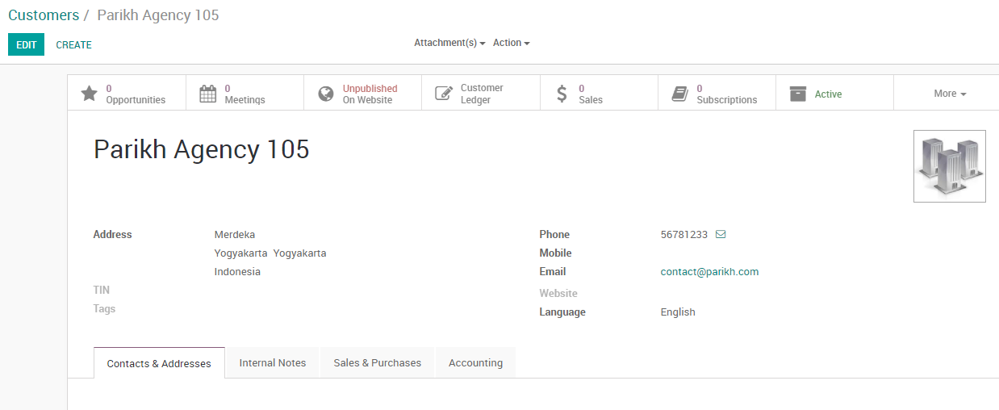 Customers / Parikh Agency 105
EDIT CREATE Attachment(s) Action
0 Opportunities
0 Meetings
Unpublished On Website
Customer Ledger
0 Sales
0 Subscriptions
Active
More
Parikh Agency 105
Address Merdeka
Yogyakarta Yogyakarta
Indonesia
TIN
Tags
Phone 56781233
Mobile
Email contact@parikh.com
Website
Language English
Contacts & Addresses Internal Notes Sales & Purchases Accounting